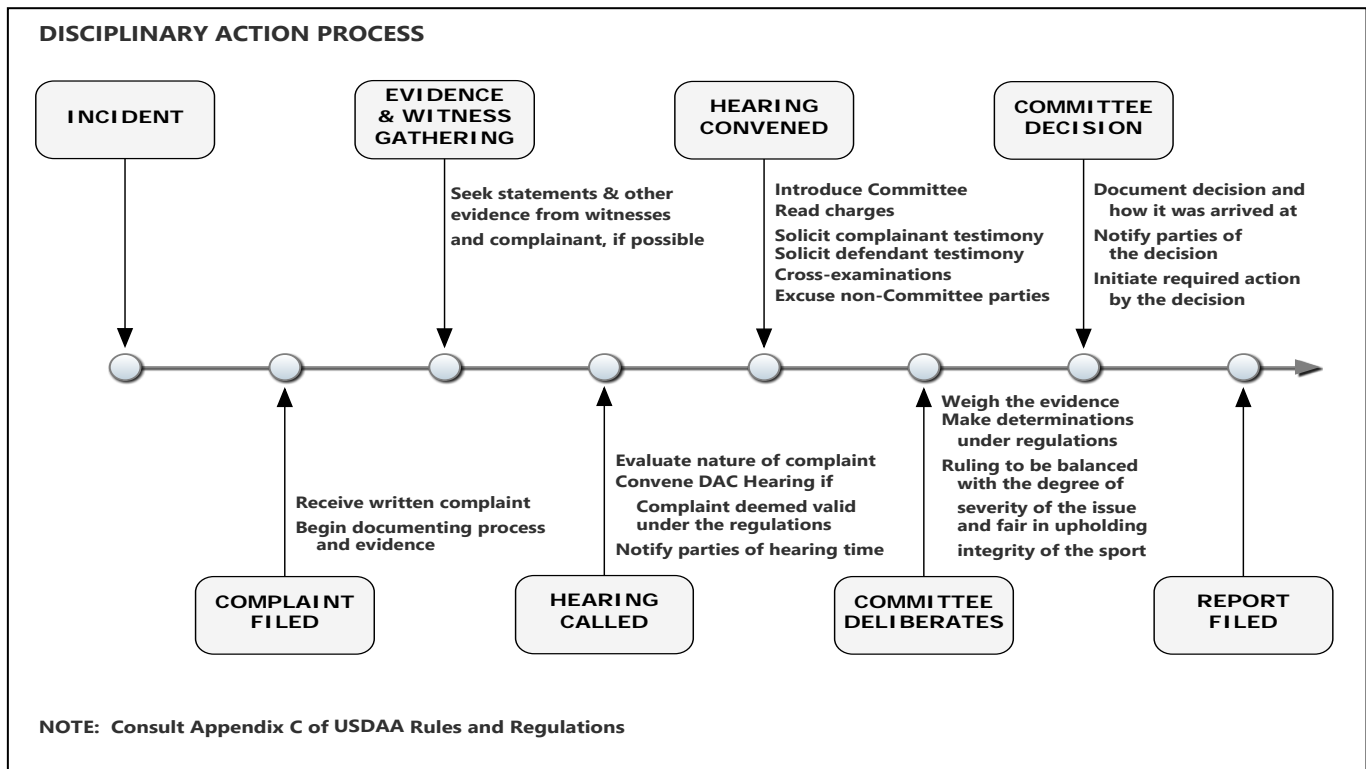 DISCIPLINARY ACTION PROCESS
INCIDENT
EVIDENCE
& WITNESS
GATHERING
HEARING
CONVENED
COMMITTEE
DECISION
Seek statements & other
evidence from witnesses
and complainant, if possible
Introduce Committee
Read charges
Solicit complainant testimony
Solicit defendant testimony
Cross-examinations
Excuse non-Committee parties
Document decision and
how it was arrived at
Notify parties of
the decision
Initiate required action
by the decision
Receive written complaint
Begin documenting process
and evidence
Evaluate nature of complaint
Convene DAC Hearing if
Complaint deemed valid
under the regulations
Notify parties of hearing time
Weigh the evidence
Make determinations
under regulations
Ruling to be balanced
with the degree of
severity of the issue
and fair in upholding
integrity of the sport
COMPLAINT
FILED
HEARING
CALLED
COMMITTEE
DELIBERATES
REPORT
FILED
NOTE: Consult Appendix C of USDAA Rules and Regulations